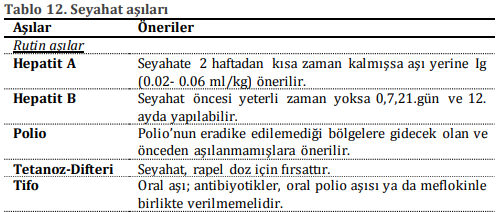 Tablo 12. Seyahat aşıları
Aşılar Öneriler
Rutin aşılar
Hepatit A Seyahate 2 haftadan kısa zaman kalmışsa aşı yerine Ig
(0.02- 0.06 ml/kg) önerilir.
Hepatit B Seyahat öncesi yeterli zaman yoksa 0,7,21.gün ve 12.
ayda yapılabilir.
Polio Polio’nun eradike edilemediği bölgelere gidecek olan ve
önceden aşılanmamışlara önerilir.
Tetanoz-Difteri Seyahat, rapel doz için fırsattır.
Tifo Oral aşı; antibiyotikler, oral polio aşısı ya da meflokinle
birlikte verilmemelidir.